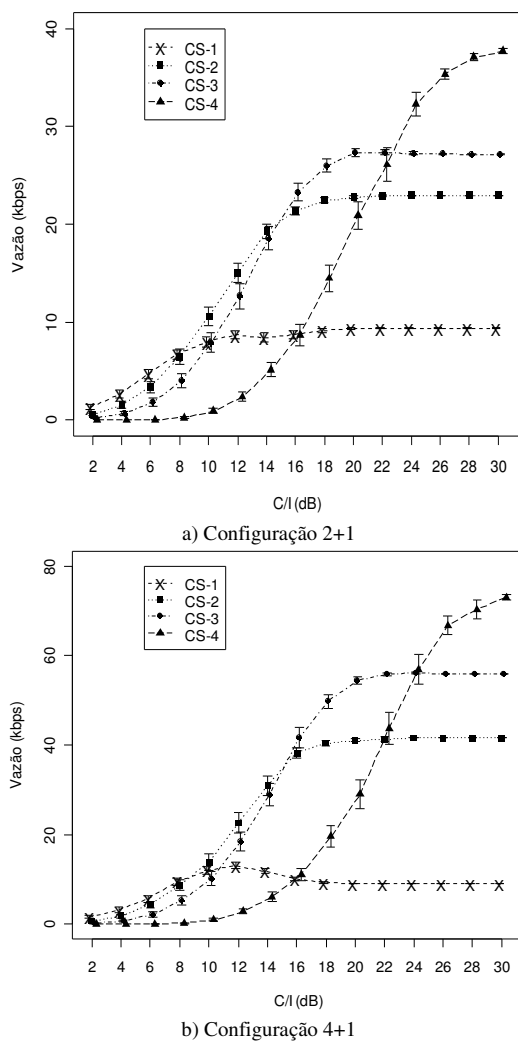 40
30
20
10
0
Vazão (kbps)
CS-1
CS-2
CS-3
CS-4
2 4 6 8 10 12 14 16 18 20 22 24 26 28 30
C/I (dB)
a) Configuração 2+1
80
60
40
20
0
Vazão (kbps)
CS-1
CS-2
CS-3
CS-4
2 4 6 8 10 12 14 16 18 20 22 24 26 28 30
C/I (dB)
b) Configuração 4+1